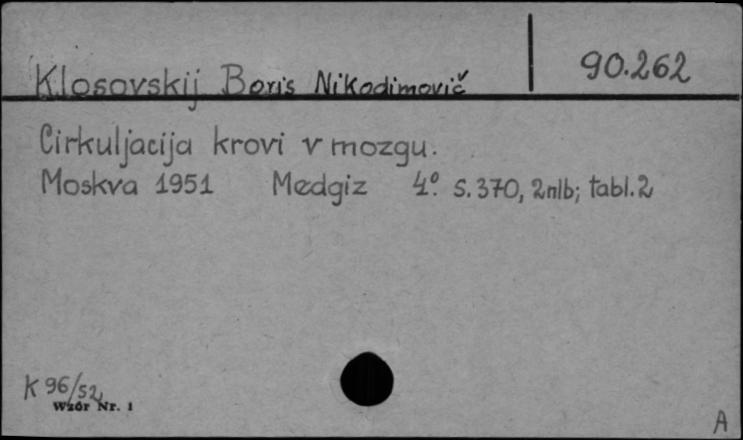 Klosovskij Boris Nikodimovič
90.262
Cirkuljacija krovi v mozgu.
Moskva 1951 Medgiz 4º. S.370, 2nlb; tabl.2
K 96/52
Wzór Nr. 1
A